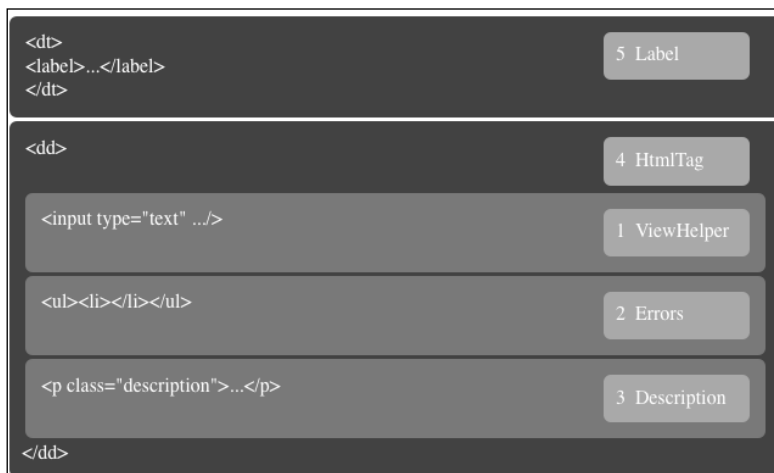 <dt>
<label>...</label>
</dt>
5 Label
<dd>
4 HtmlTag
<input type="text" .../>
1 ViewHelper
<ul><li></li></ul>
2 Errors
<p class="description">...</p>
3 Description
</dd>